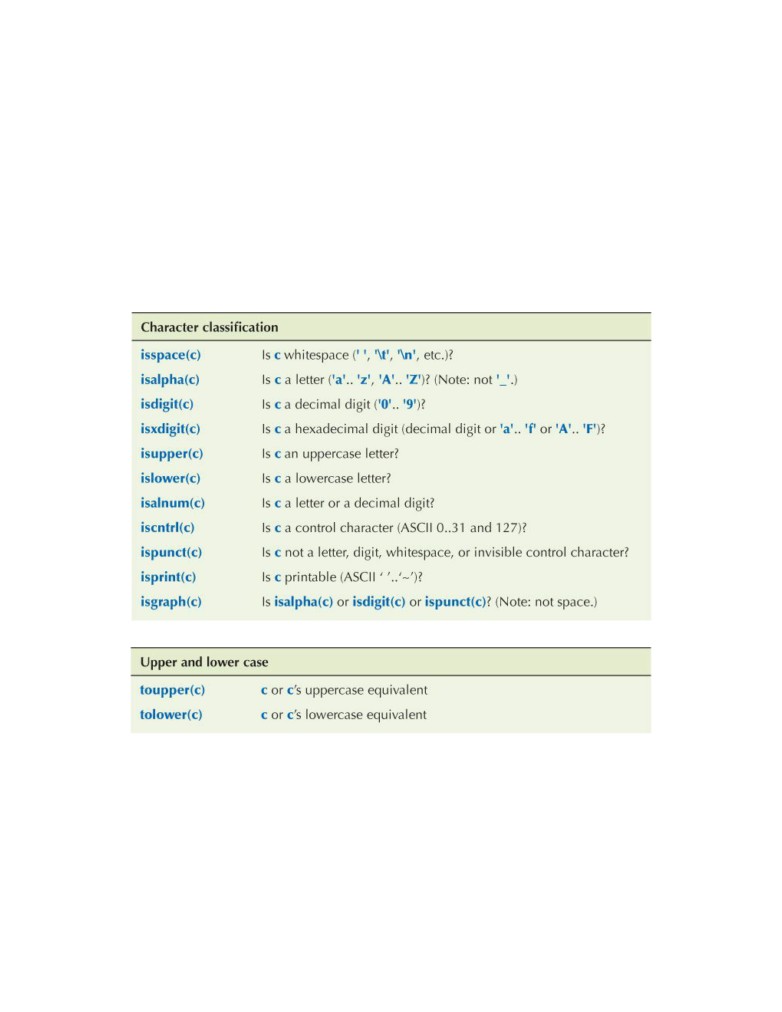 Character classification
isspace(c) Is c whitespace (' ', '\t', '\n', etc.)?
isalpha(c) Is c a letter ('a'.. 'z', 'A'.. 'Z')? (Note: not '_'.)
isdigit(c) Is c a decimal digit ('0'.. '9')?
isxdigit(c) Is c a hexadecimal digit (decimal digit or 'a'.. 'f' or 'A'.. 'F')?
isupper(c) Is c an uppercase letter?
islower(c) Is c a lowercase letter?
isalnum(c) Is c a letter or a decimal digit?
iscntrl(c) Is c a control character (ASCII 0..31 and 127)?
ispunct(c) Is c not a letter, digit, whitespace, or invisible control character?
isprint(c) Is c printable (ASCII ‘ ’..‘~’)?
isgraph(c) Is isalpha(c) or isdigit(c) or ispunct(c)? (Note: not space.)
Upper and lower case
toupper(c) c or c’s uppercase equivalent
tolower(c) c or c’s lowercase equivalent